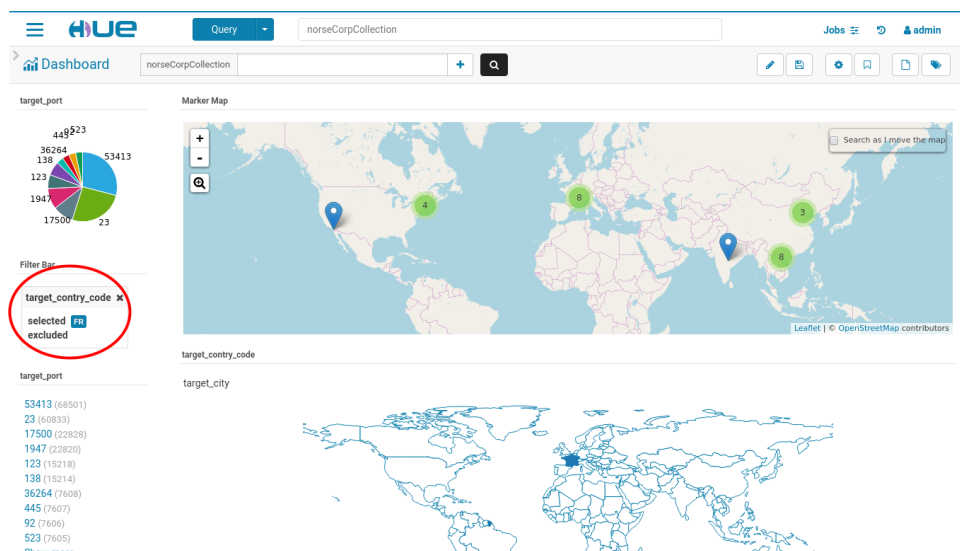 HUE
Query
norseCorpCollection
Jobs
admin
Dashboard
norseCorpCollection
+
target_port
Marker Map
523
92
445
36264
138
123
1947
17500
23
53413
+
-
Search as I move the map
4
8
3
8
Leaflet | © OpenStreetMap contributors
Filter Bar
target_contry_code ×
selected FR
excluded
target_contry_code
target_city
target_port
53413 (68501)
23 (60833)
17500 (22828)
1947 (22820)
123 (15218)
138 (15214)
36264 (7608)
445 (7607)
92 (7606)
523 (7605)